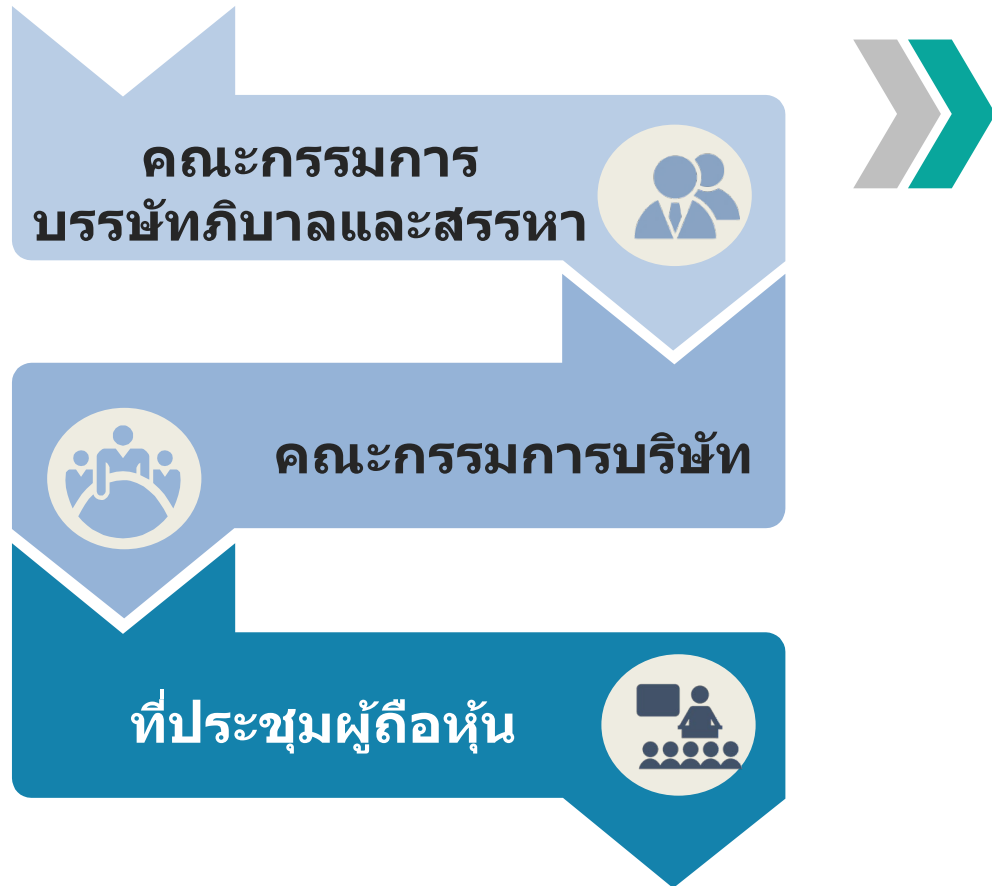 คณะกรรมการ
บรรษัทภิบาลและสรรหา
คณะกรรมการบริษัท
ที่ประชุมผู้ถือหุ้น